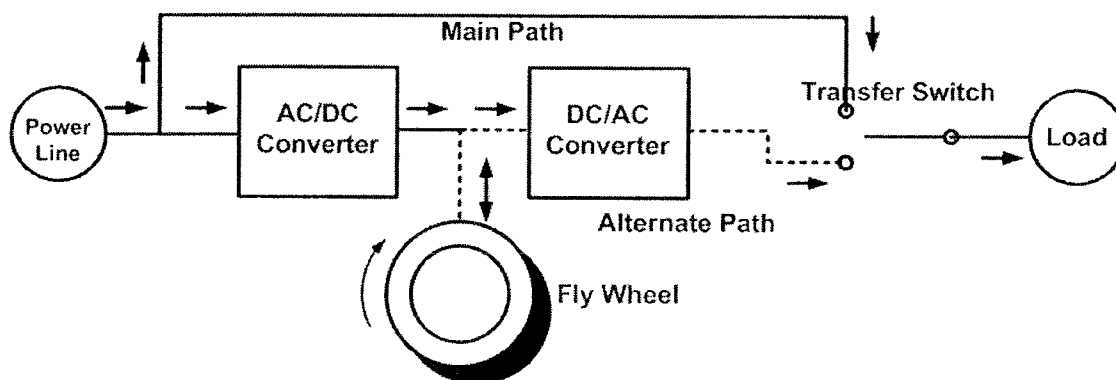 Main Path
Transfer Switch
Power
Line
AC/DC
Converter
DC/AC
Converter
Load
Alternate Path
Fly Wheel